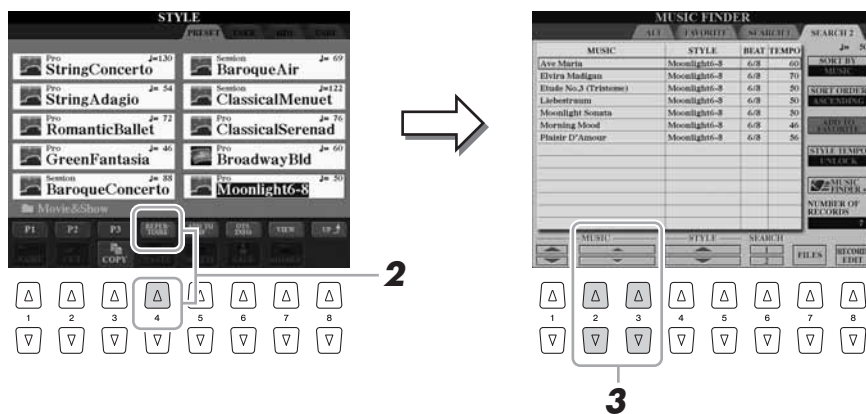 STYLE
PRESET USER
Pro ♩=130
StringConcerto
Session ♩= 69
BaroqueAir
Pro ♩= 54
StringAdagio
Session ♩=122
ClassicalMenuet
Pro ♩= 72
RomanticBallet
Pro ♩= 76
ClassicalSerenad
Pro ♩= 46
GreenFantasia
Pro ♩= 60
BroadwayBld
Session ♩= 88
BaroqueConcerto
Pro ♩= 50
Moonlight6-8
Movie&Show
P1 P2 P3 REPER-TOIRE OTS INFO VIEW UP
COPY
1 2 3 4 5 6 7 8
2
MUSIC FINDER
ALL FAVORITE SEARCH 1 SEARCH 2
MUSIC STYLE BEAT TEMPO
Ave Maria Moonlight6-8 6/8 60
Elvira Madigan Moonlight6-8 6/8 70
Etude No.3 (Tristesse) Moonlight6-8 6/8 50
Liebestraum Moonlight6-8 6/8 50
Moonlight Sonata Moonlight6-8 6/8 50
Morning Mood Moonlight6-8 6/8 46
Plaisir D'Amour Moonlight6-8 6/8 56
SORT BY
MUSIC
SORT ORDER
ASCENDING
ADD TO
FAVORITE
STYLE TEMPO
UNLOCK
MUSIC
FINDER+
NUMBER OF
RECORDS
7
MUSIC STYLE SEARCH
1
2
FILES
RECORD
EDIT
1 2 3 4 5 6 7 8
3